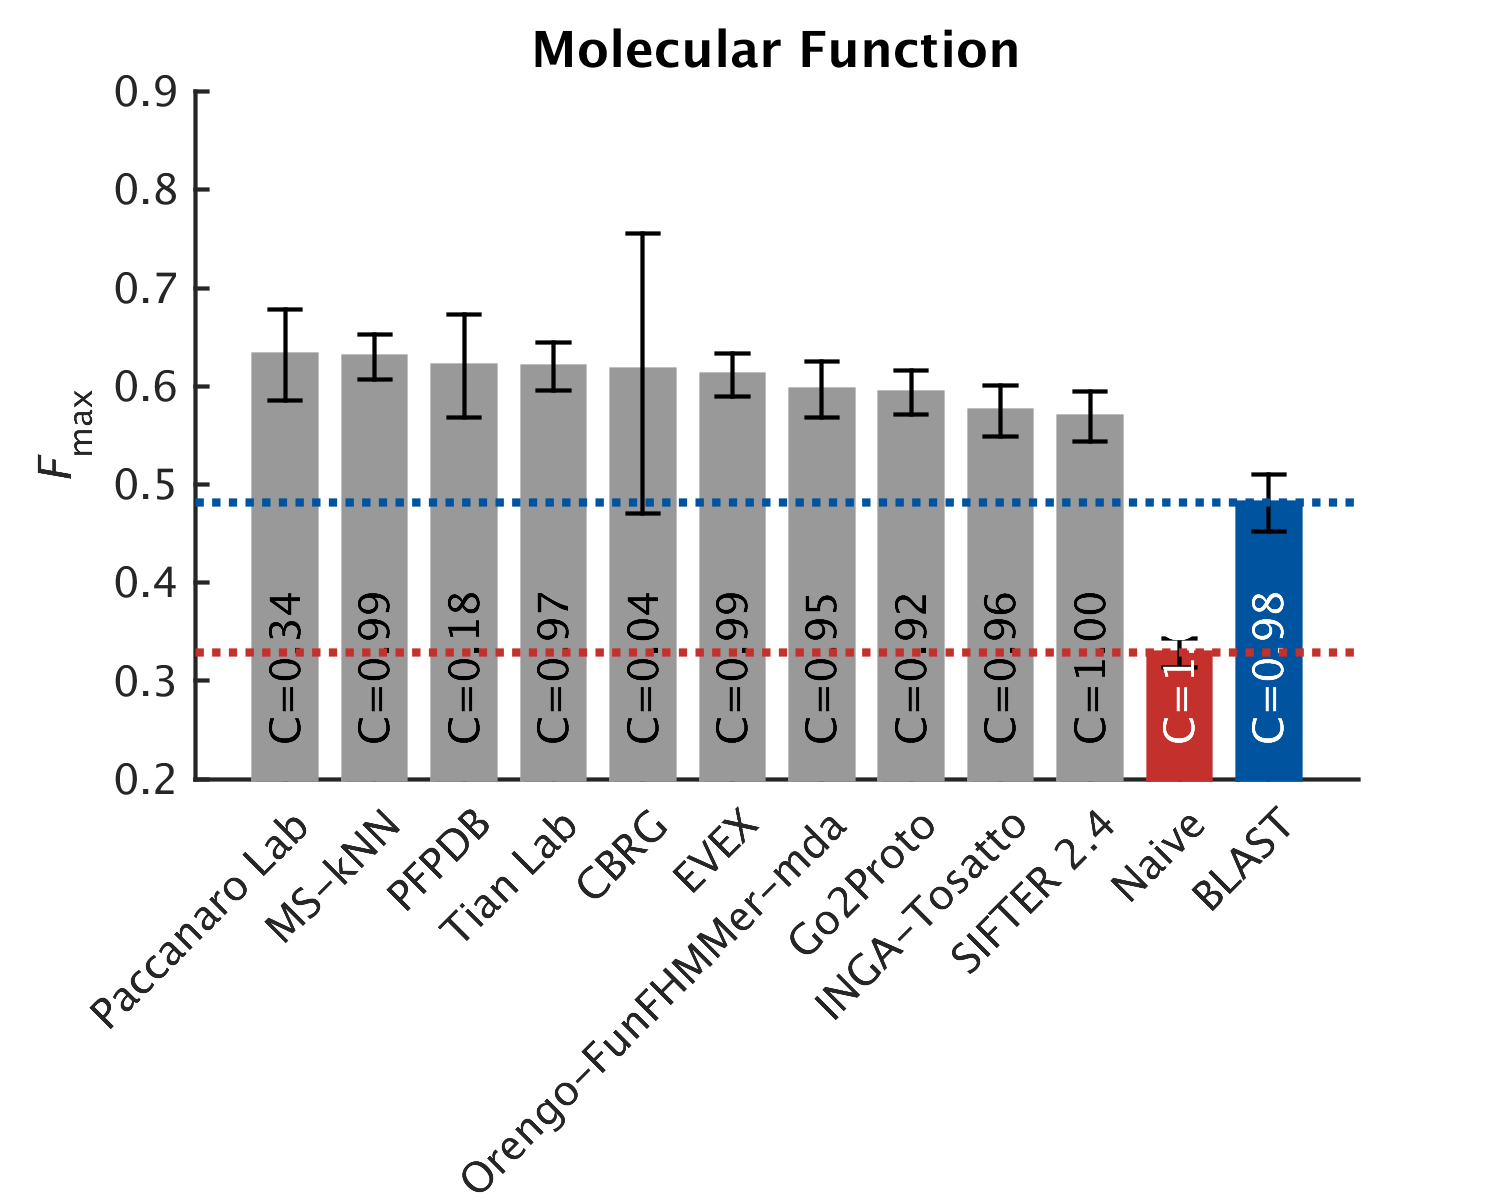 Molecular Function
0.9
0.8
0.7
0.6
0.5
0.4
0.3
0.2
Fmax
C=0.34
C=0.99
C=0.18
C=0.97
C=0.04
C=0.99
C=0.95
C=0.92
C=0.96
C=1.00
C=1
C=0.98
Paccanaro Lab
MS-kNN
PFPDB
Tian Lab
CBRG
EVEX
Orengo-FunFHMMer-mda
Go2Proto
INGA-Tosatto
SIFTER 2.4
Naive
BLAST